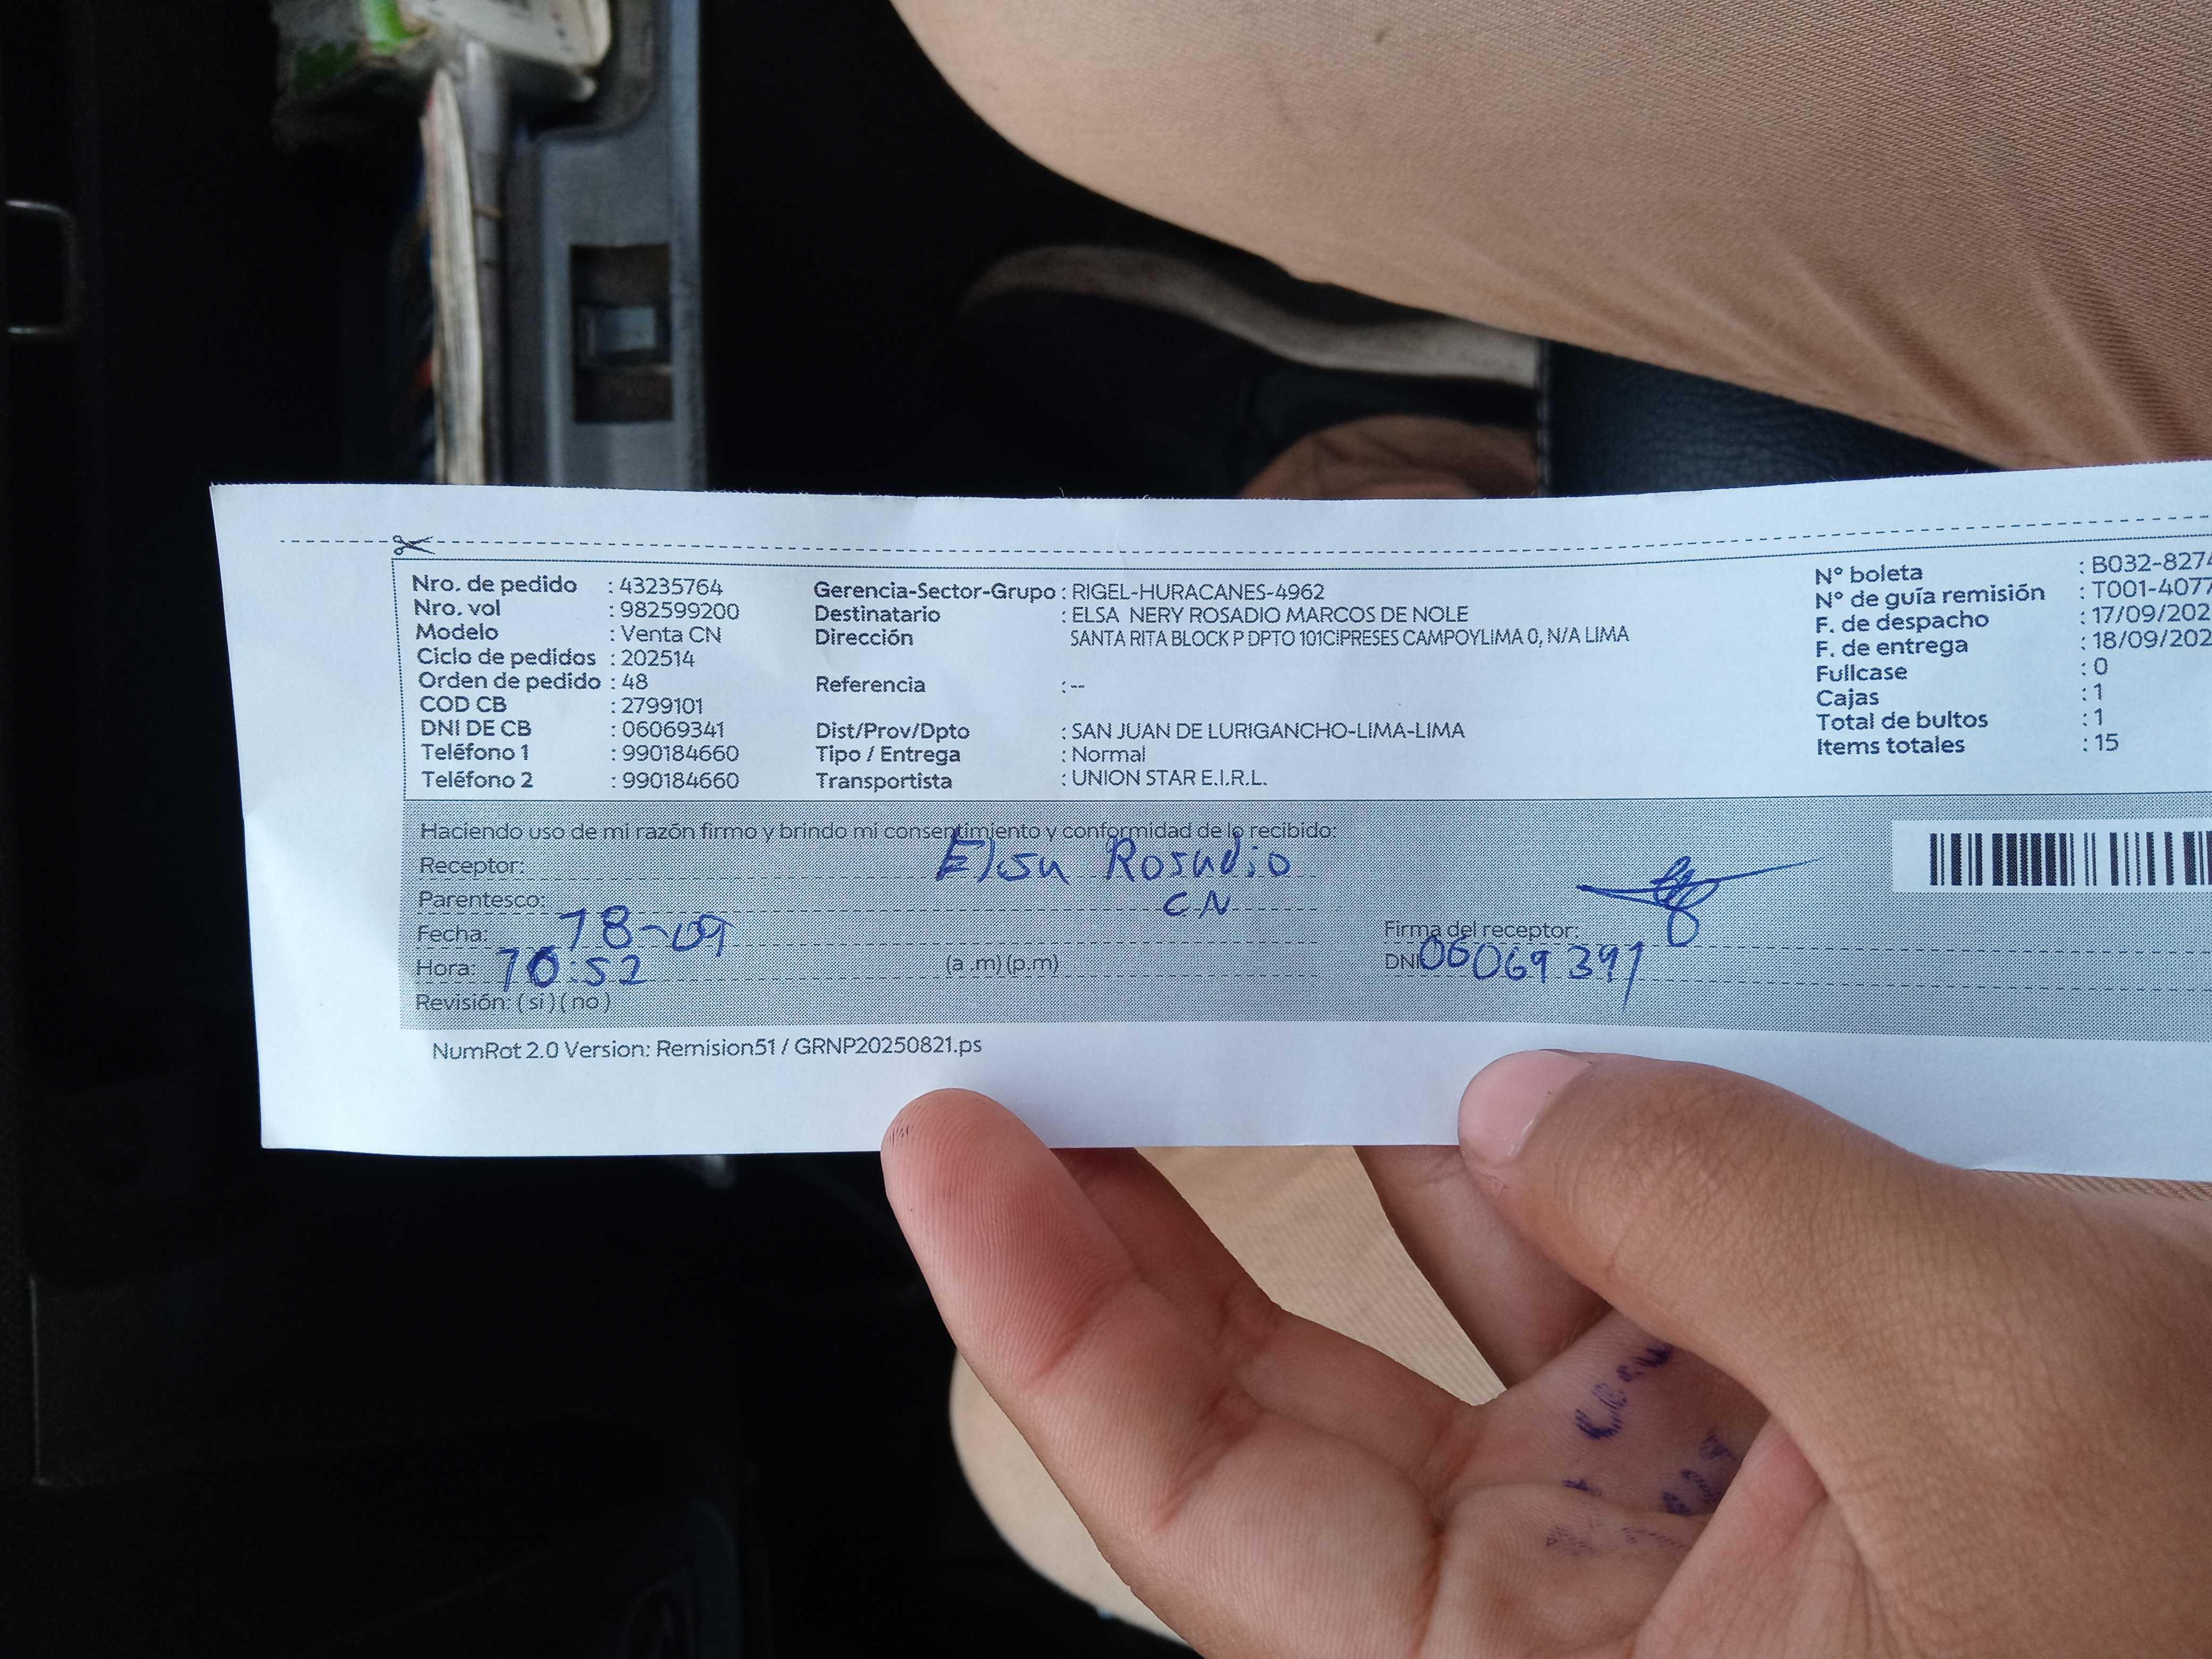 Nro. de pedido : 43235764
Nro. vol : 982599200
Modelo : Venta CN
Ciclo de pedidos : 202514
Orden de pedido : 48
COD CB : 2799101
DNI DE CB : 06069341
Teléfono 1 : 990184660
Teléfono 2 : 990184660
Gerencia-Sector-Grupo : RIGEL-HURACANES-4962
Destinatario : ELSA NERY ROSADIO MARCOS DE NOLE
Dirección SANTA RITA BLOCK P DPTO 101CIPRESES CAMPOYLIMA 0, N/A LIMA
Referencia : --
Dist/Prov/Dpto : SAN JUAN DE LURIGANCHO-LIMA-LIMA
Tipo / Entrega : Normal
Transportista : UNION STAR E.I.R.L.
N° boleta : B032-8274
N° de guía remisión : T001-4077
F. de despacho : 17/09/202
F. de entrega : 18/09/202
Fullcase : 0
Cajas : 1
Total de bultos : 1
Items totales : 15
Haciendo uso de mi razón firmo y brindo mi consentimiento y conformidad de lo recibido:
Receptor: Elsa Rosadio
Parentesco: CN
Fecha: 18-09
Hora: 10:52 (a .m) (p.m)
Revisión: ( si ) ( no )
Firma del receptor:
DNI 06069391
NumRot 2.0 Version: Remision51 / GRNP20250821.ps